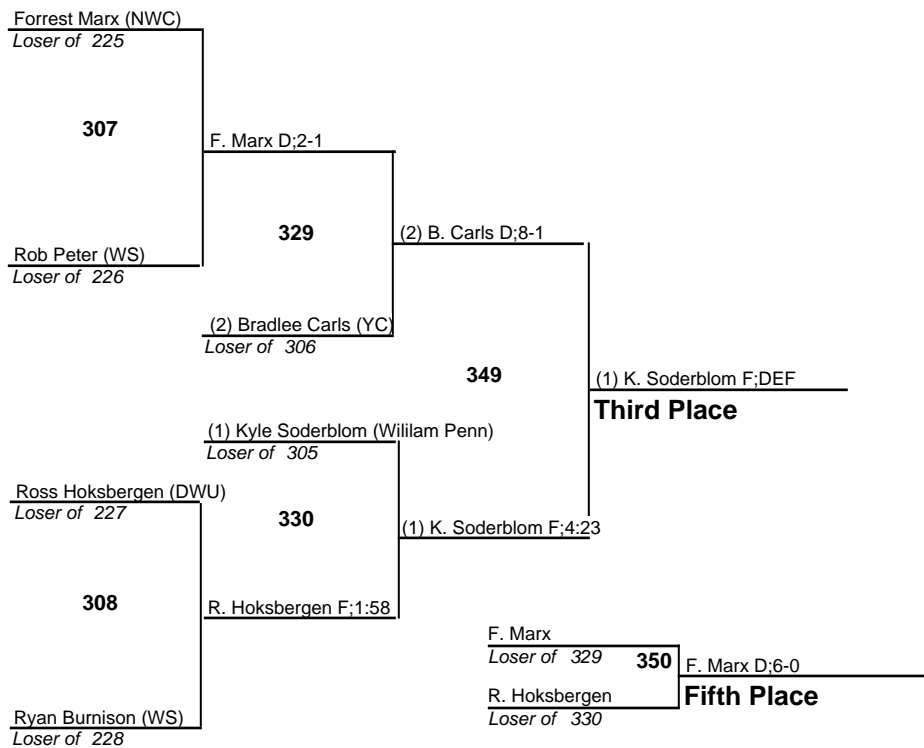 Forrest Marx (NWC)
Loser of 225
307
F. Marx D;2-1
329
(2) B. Carls D;8-1
Rob Peter (WS)
Loser of 226
(2) Bradlee Carls (YC)
Loser of 306
349
(1) K. Soderblom F;DEF
Third Place
(1) Kyle Soderblom (Wililam Penn)
Loser of 305
Ross Hoksbergen (DWU)
Loser of 227
330
(1) K. Soderblom F;4:23
308
R. Hoksbergen F;1:58
F. Marx
Loser of 329
350
F. Marx D;6-0
R. Hoksbergen
Fifth Place
Loser of 330
Ryan Burnison (WS)
Loser of 228